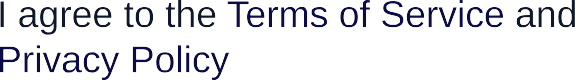 I agree to the Terms of Service and
Privacy Policy